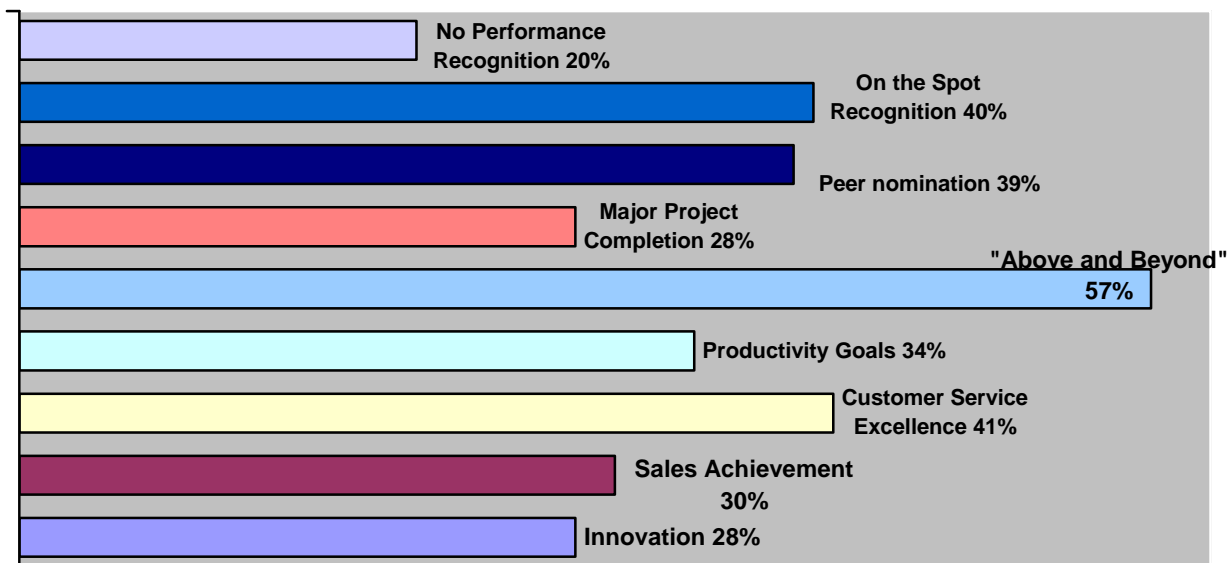 No Performance
Recognition 20%
On the Spot
Recognition 40%
Peer nomination 39%
Major Project
Completion 28%
"Above and Beyond"
57%
Productivity Goals 34%
Customer Service
Excellence 41%
Sales Achievement
30%
Innovation 28%